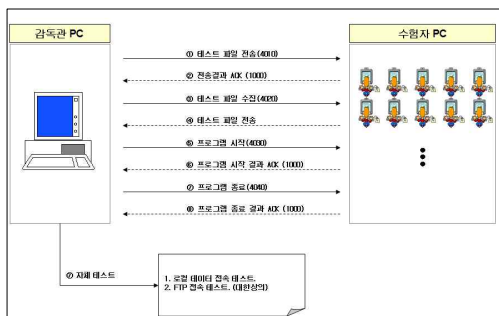 감독관 PC
수험자 PC
① 테스트 파일 전송(4010)
② 전송결과 ACK (1000)
③ 테스트 파일 수집(4020)
④ 테스트 파일 전송
⑤ 프로그램 시작(4030)
⑥ 프로그램 시작 결과 ACK (1000)
⑦ 프로그램 종료(4040)
⑧ 프로그램 종료 결과 ACK (1000)
⑦ 자체 테스트
1. 로컬 데이터 접속 테스트.
2. FTP 접속 테스트. (대한상의)